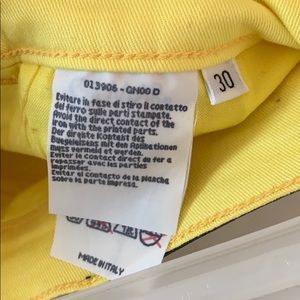 013906 - GN00 D
Evitare in fase di stiro il contatto
del ferro sulle parti stampate.
Avoid the direct contact of the
iron with the printed parts.
Der direkte Kontakt des
Bugeleisens mit den Aplikationen
muss vermeidet werden.
Eviter le contact direct du fer a
repasser avec les parties
imprimées.
Evitar el contacto de la plancha
sobre la parte impresa.
MADE IN ITALY
30